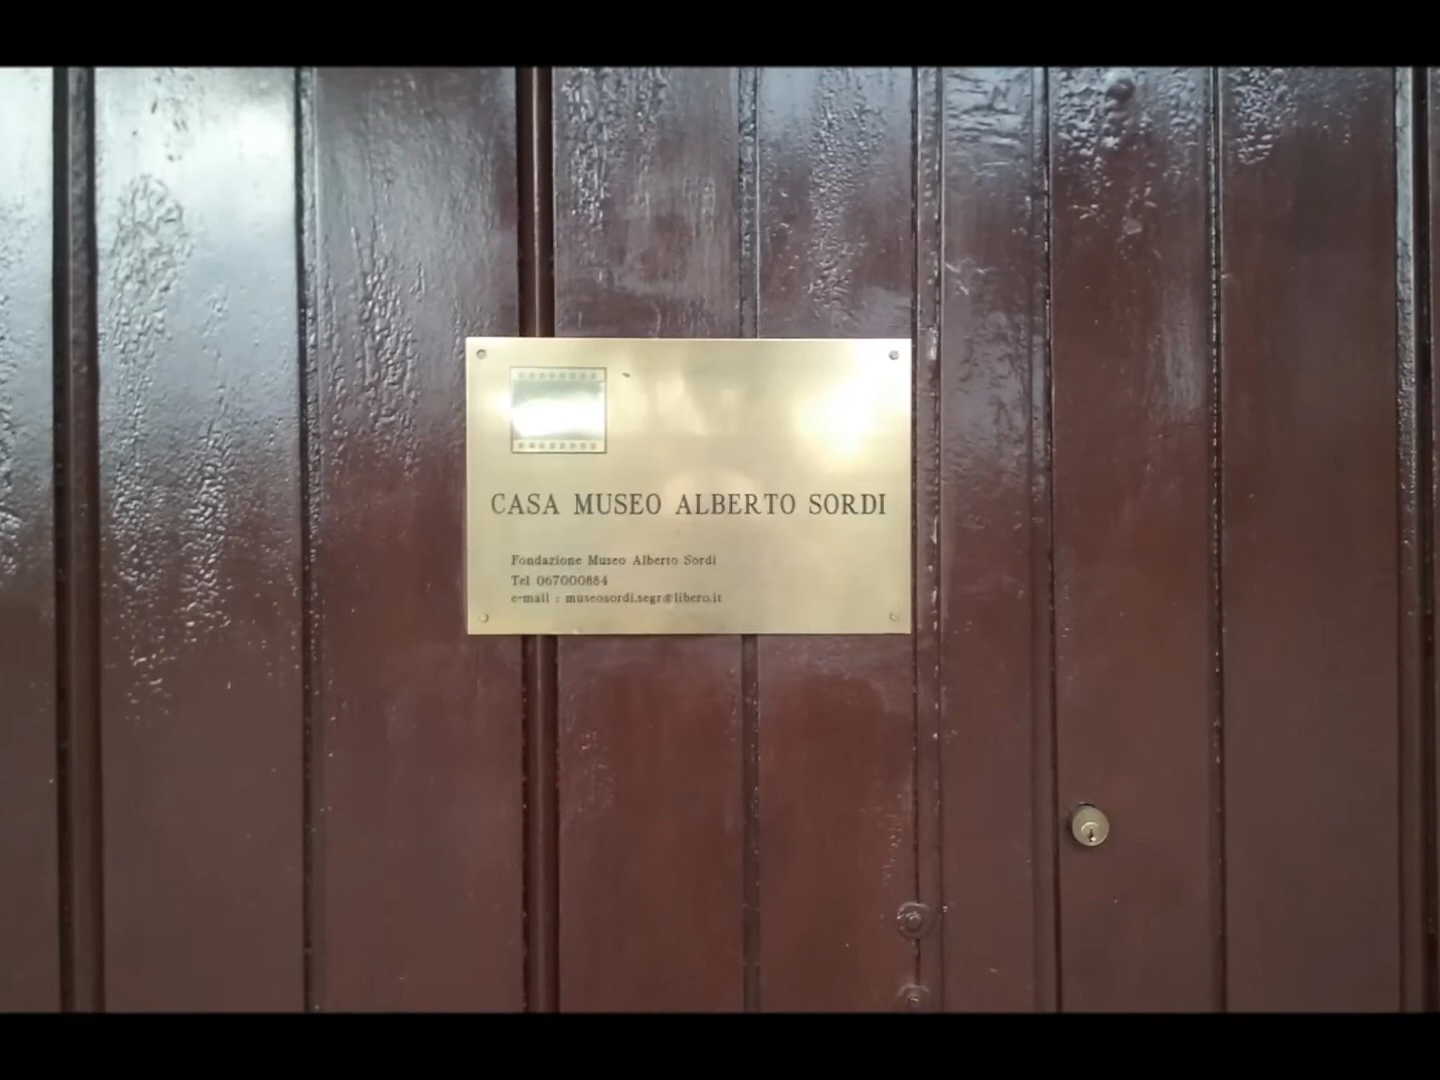 CASA MUSEO ALBERTO SORDI
Fondazione Museo Alberto Sordi
Tel 067000884
e-mail : museosordi.segr@libero.it